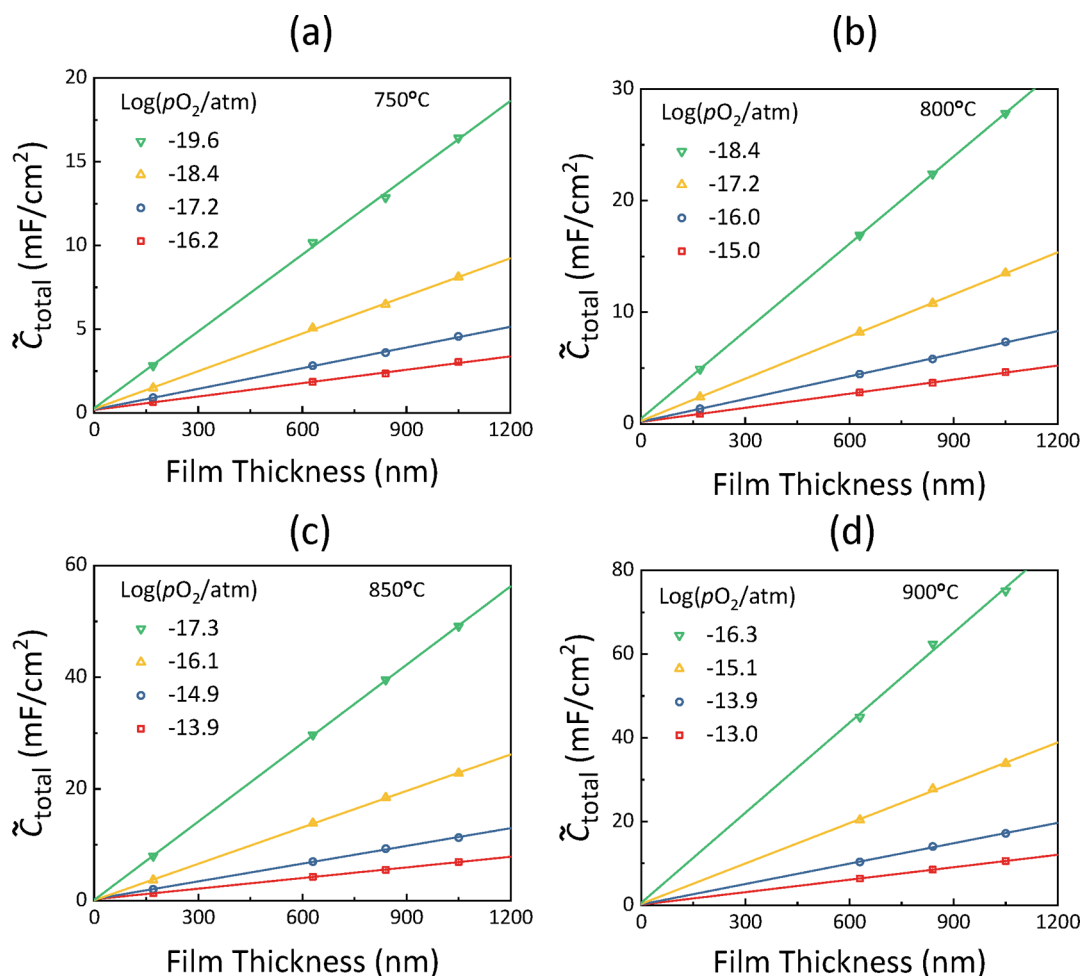 (a)
20
15
10
5
0
Log(pO₂/atm)
750°C
-19.6
-18.4
-17.2
-16.2
0 300 600 900 1200
C̃total (mF/cm²)
Film Thickness (nm)
(b)
30
20
10
0
Log(pO₂/atm)
800°C
-18.4
-17.2
-16.0
-15.0
0 300 600 900 1200
C̃total (mF/cm²)
Film Thickness (nm)
(c)
60
40
20
0
Log(pO₂/atm)
850°C
-17.3
-16.1
-14.9
-13.9
0 300 600 900 1200
C̃total (mF/cm²)
Film Thickness (nm)
(d)
80
60
40
20
0
Log(pO₂/atm)
900°C
-16.3
-15.1
-13.9
-13.0
0 300 600 900 1200
C̃total (mF/cm²)
Film Thickness (nm)